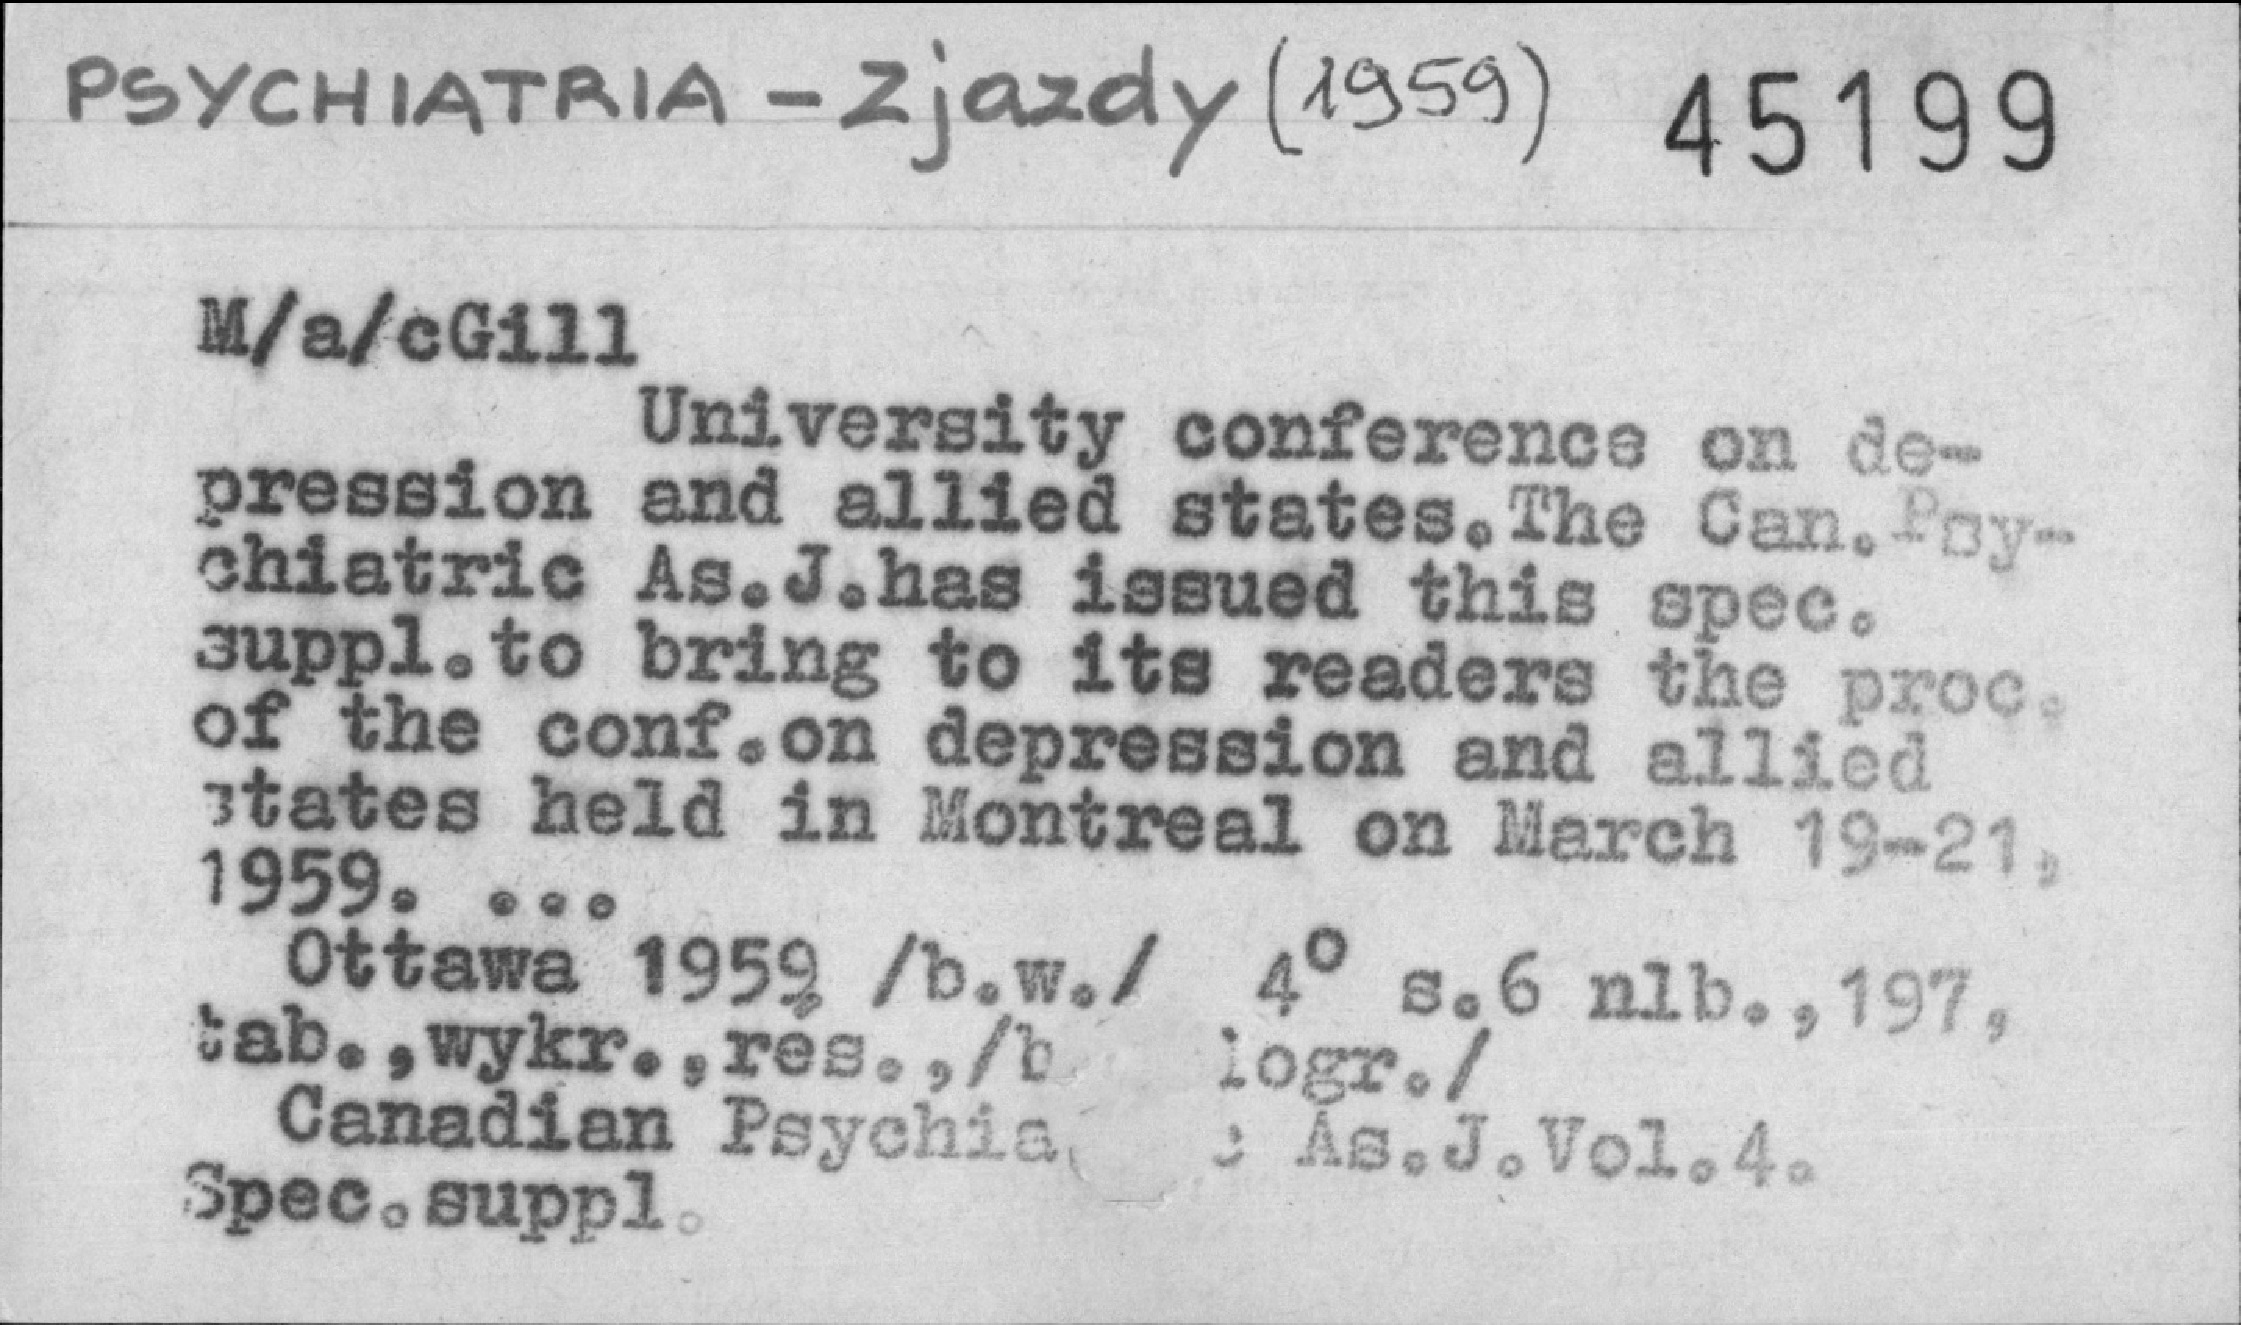 PSYCHIATRIA - Zjazdy (1959) 45199
M/a/cGill
University conference on de-
pression and allied states.The Can.Psy-
chiatric As.J.has issued this spec.
suppl.to bring to its readers the proc.
of the conf.on depression and allied
states held in Montreal on March 19-21,
1959. ...
Ottawa 1959 /b.w./ 4° s.6 nlb.,197,
tab.,wykr.,rés.,/b logr./
Canadian Psychia c As.J.Vol.4.
Spec.suppl.